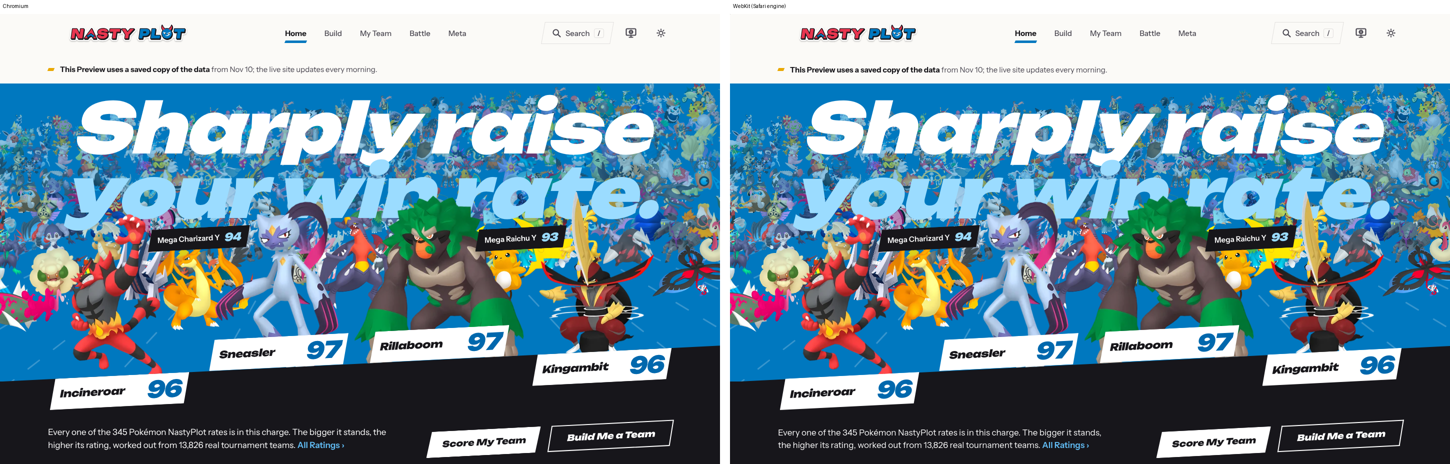 Chromium
NASTY PLOT
Home Build My Team Battle Meta
Search /
This Preview uses a saved copy of the data from Nov 10; the live site updates every morning.
Sharply raise
your win rate.
Mega Charizard Y 94
Mega Raichu Y 93
Sneasler 97
Rillaboom 97
Kingambit 96
Incineroar 96
Every one of the 345 Pokémon NastyPlot rates is in this charge. The bigger it stands, the
higher its rating, worked out from 13,826 real tournament teams. All Ratings ›
Score My Team
Build Me a Team
WebKit (Safari engine)
NASTY PLOT
Home Build My Team Battle Meta
Search /
This Preview uses a saved copy of the data from Nov 10; the live site updates every morning.
Sharply raise
your win rate.
Mega Charizard Y 94
Mega Raichu Y 93
Sneasler 97
Rillaboom 97
Kingambit 96
Incineroar 96
Every one of the 345 Pokémon NastyPlot rates is in this charge. The bigger it stands,
the higher its rating, worked out from 13,826 real tournament teams. All Ratings ›
Score My Team
Build Me a Team